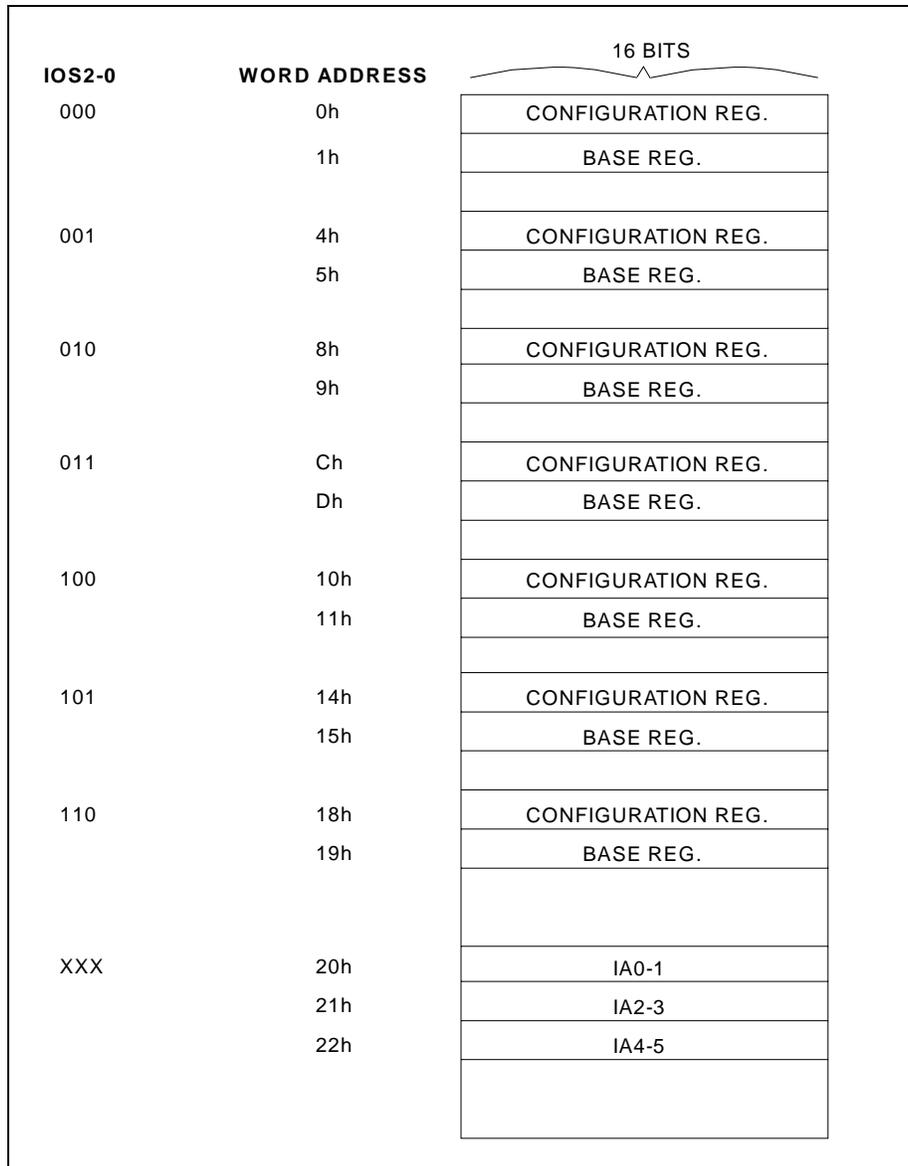 16 BITS
IOS2-0 WORD ADDRESS
000 0h CONFIGURATION REG.
1h BASE REG.
001 4h CONFIGURATION REG.
5h BASE REG.
010 8h CONFIGURATION REG.
9h BASE REG.
011 Ch CONFIGURATION REG.
Dh BASE REG.
100 10h CONFIGURATION REG.
11h BASE REG.
101 14h CONFIGURATION REG.
15h BASE REG.
110 18h CONFIGURATION REG.
19h BASE REG.
XXX 20h IA0-1
21h IA2-3
22h IA4-5